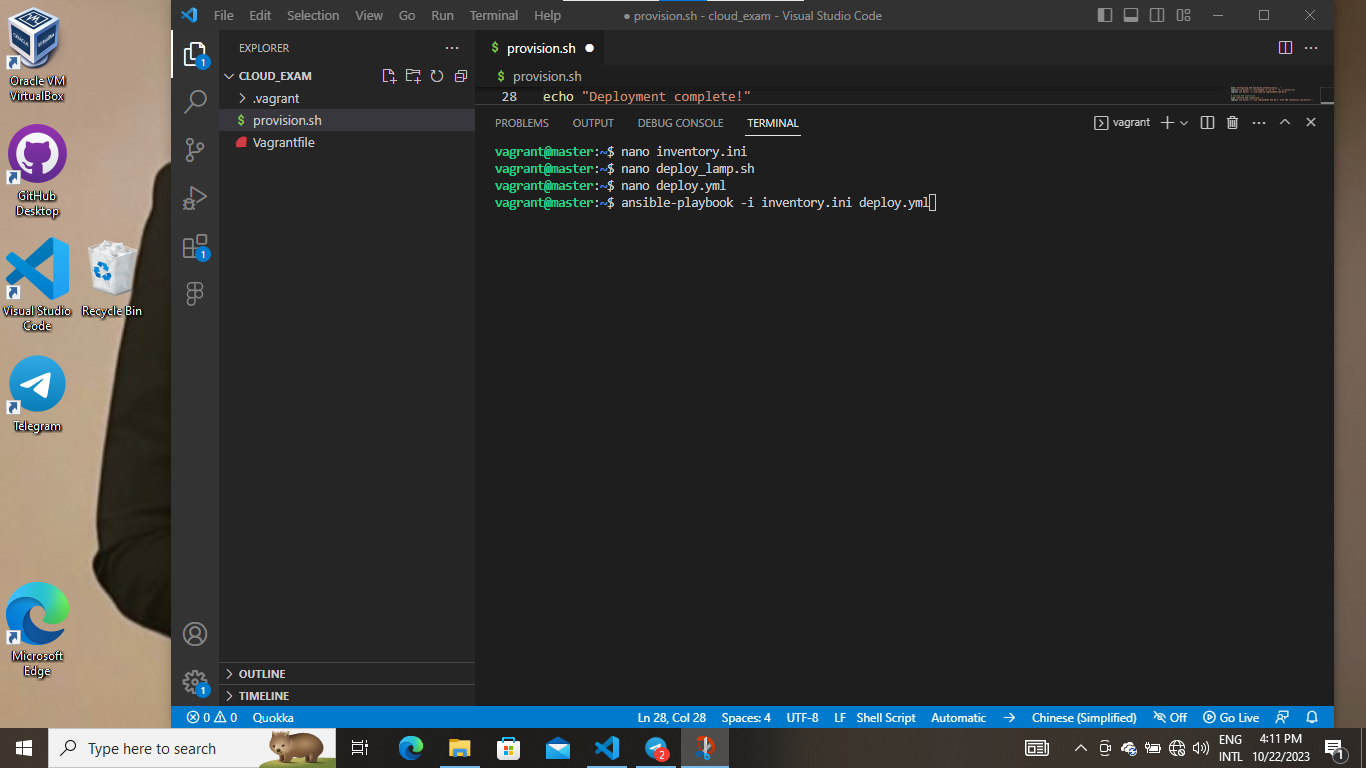 Oracle VM
VirtualBox
GitHub
Desktop
Visual Studio
Code
Recycle Bin
Telegram
Microsoft
Edge
File Edit Selection View Go Run Terminal Help
● provision.sh - cloud_exam - Visual Studio Code
EXPLORER
CLOUD_EXAM
.vagrant
$ provision.sh
Vagrantfile
OUTLINE
TIMELINE
1
1
1
$ provision.sh ●
$ provision.sh
28 echo "Deployment complete!"
PROBLEMS OUTPUT DEBUG CONSOLE TERMINAL
vagrant
vagrant@master:~$ nano inventory.ini
vagrant@master:~$ nano deploy_lamp.sh
vagrant@master:~$ nano deploy.yml
vagrant@master:~$ ansible-playbook -i inventory.ini deploy.yml
0 0 Quokka Ln 28, Col 28 Spaces: 4 UTF-8 LF Shell Script Automatic → Chinese (Simplified) Off Go Live
Type here to search
2
ENG
INTL
4:11 PM
10/22/2023
1